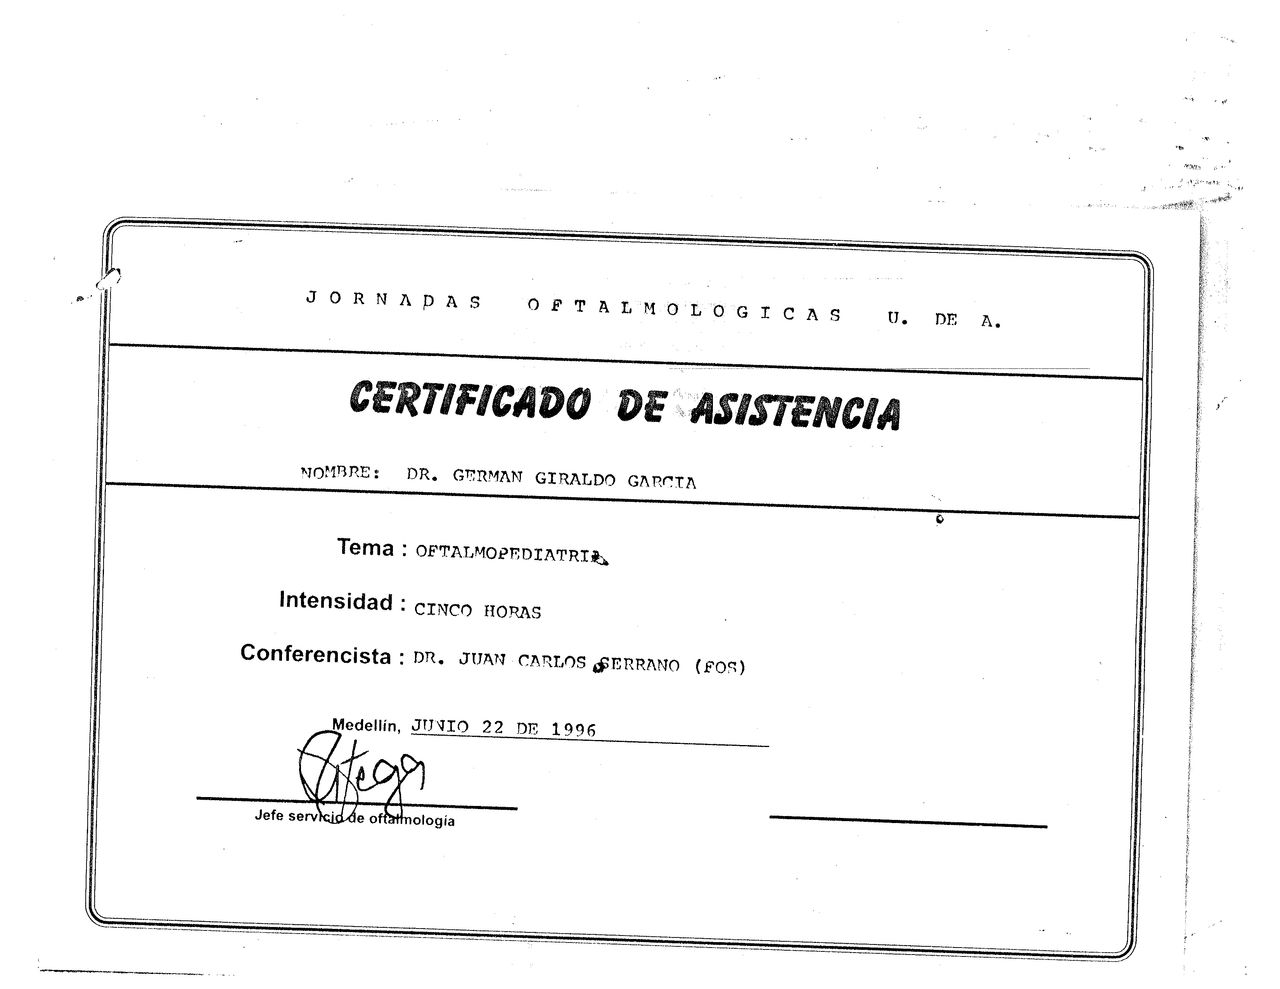 JORNADAS OFTALMOLOGICAS U. DE A.
CERTIFICADO DE ASISTENCIA
NOMBRE: DR. GERMAN GIRALDO GARCIA
Tema : OFTALMOPEDIATRIA
Intensidad : CINCO HORAS
Conferencista : DR. JUAN CARLOS SERRANO (FOS)
Medellín, JUNIO 22 DE 1996
Jefe servicio de oftalmología